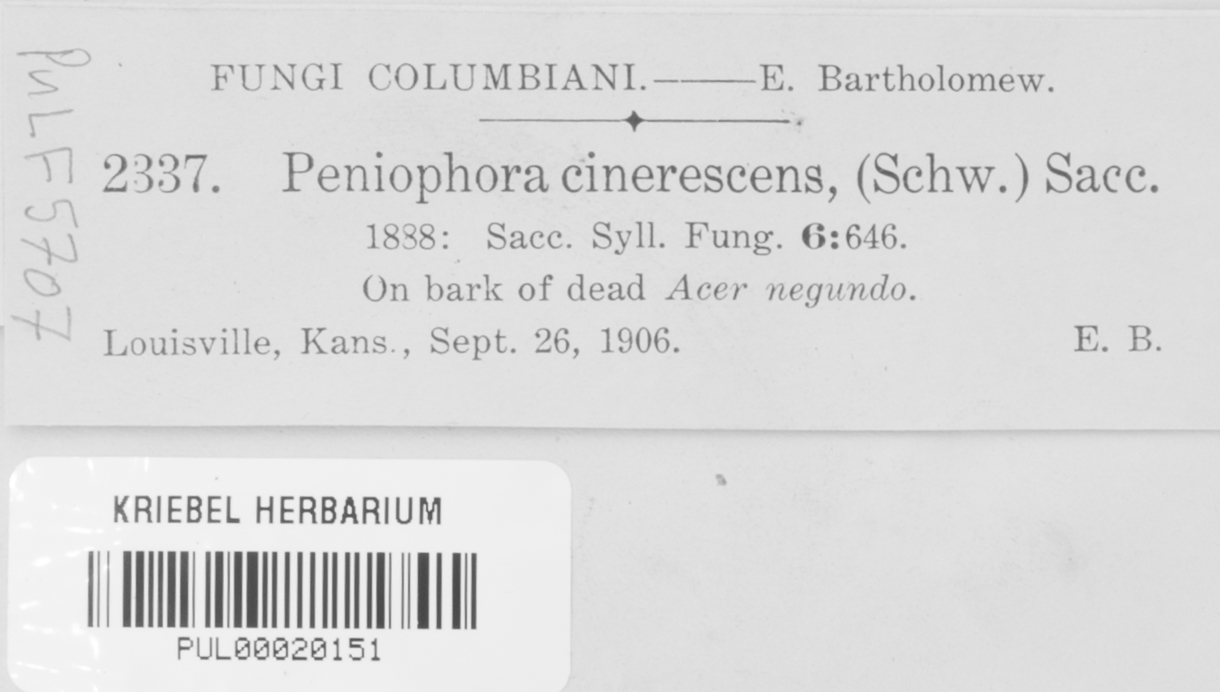 FUNGI COLUMBIANI.——E. Bartholomew.
2337. Peniophora cinerescens, (Schw.) Sacc.
1888: Sacc. Syll. Fung. 6:646.
On bark of dead Acer negundo.
Louisville, Kans., Sept. 26, 1906. E. B.
PUL F5707
KRIEBEL HERBARIUM
PUL00020151